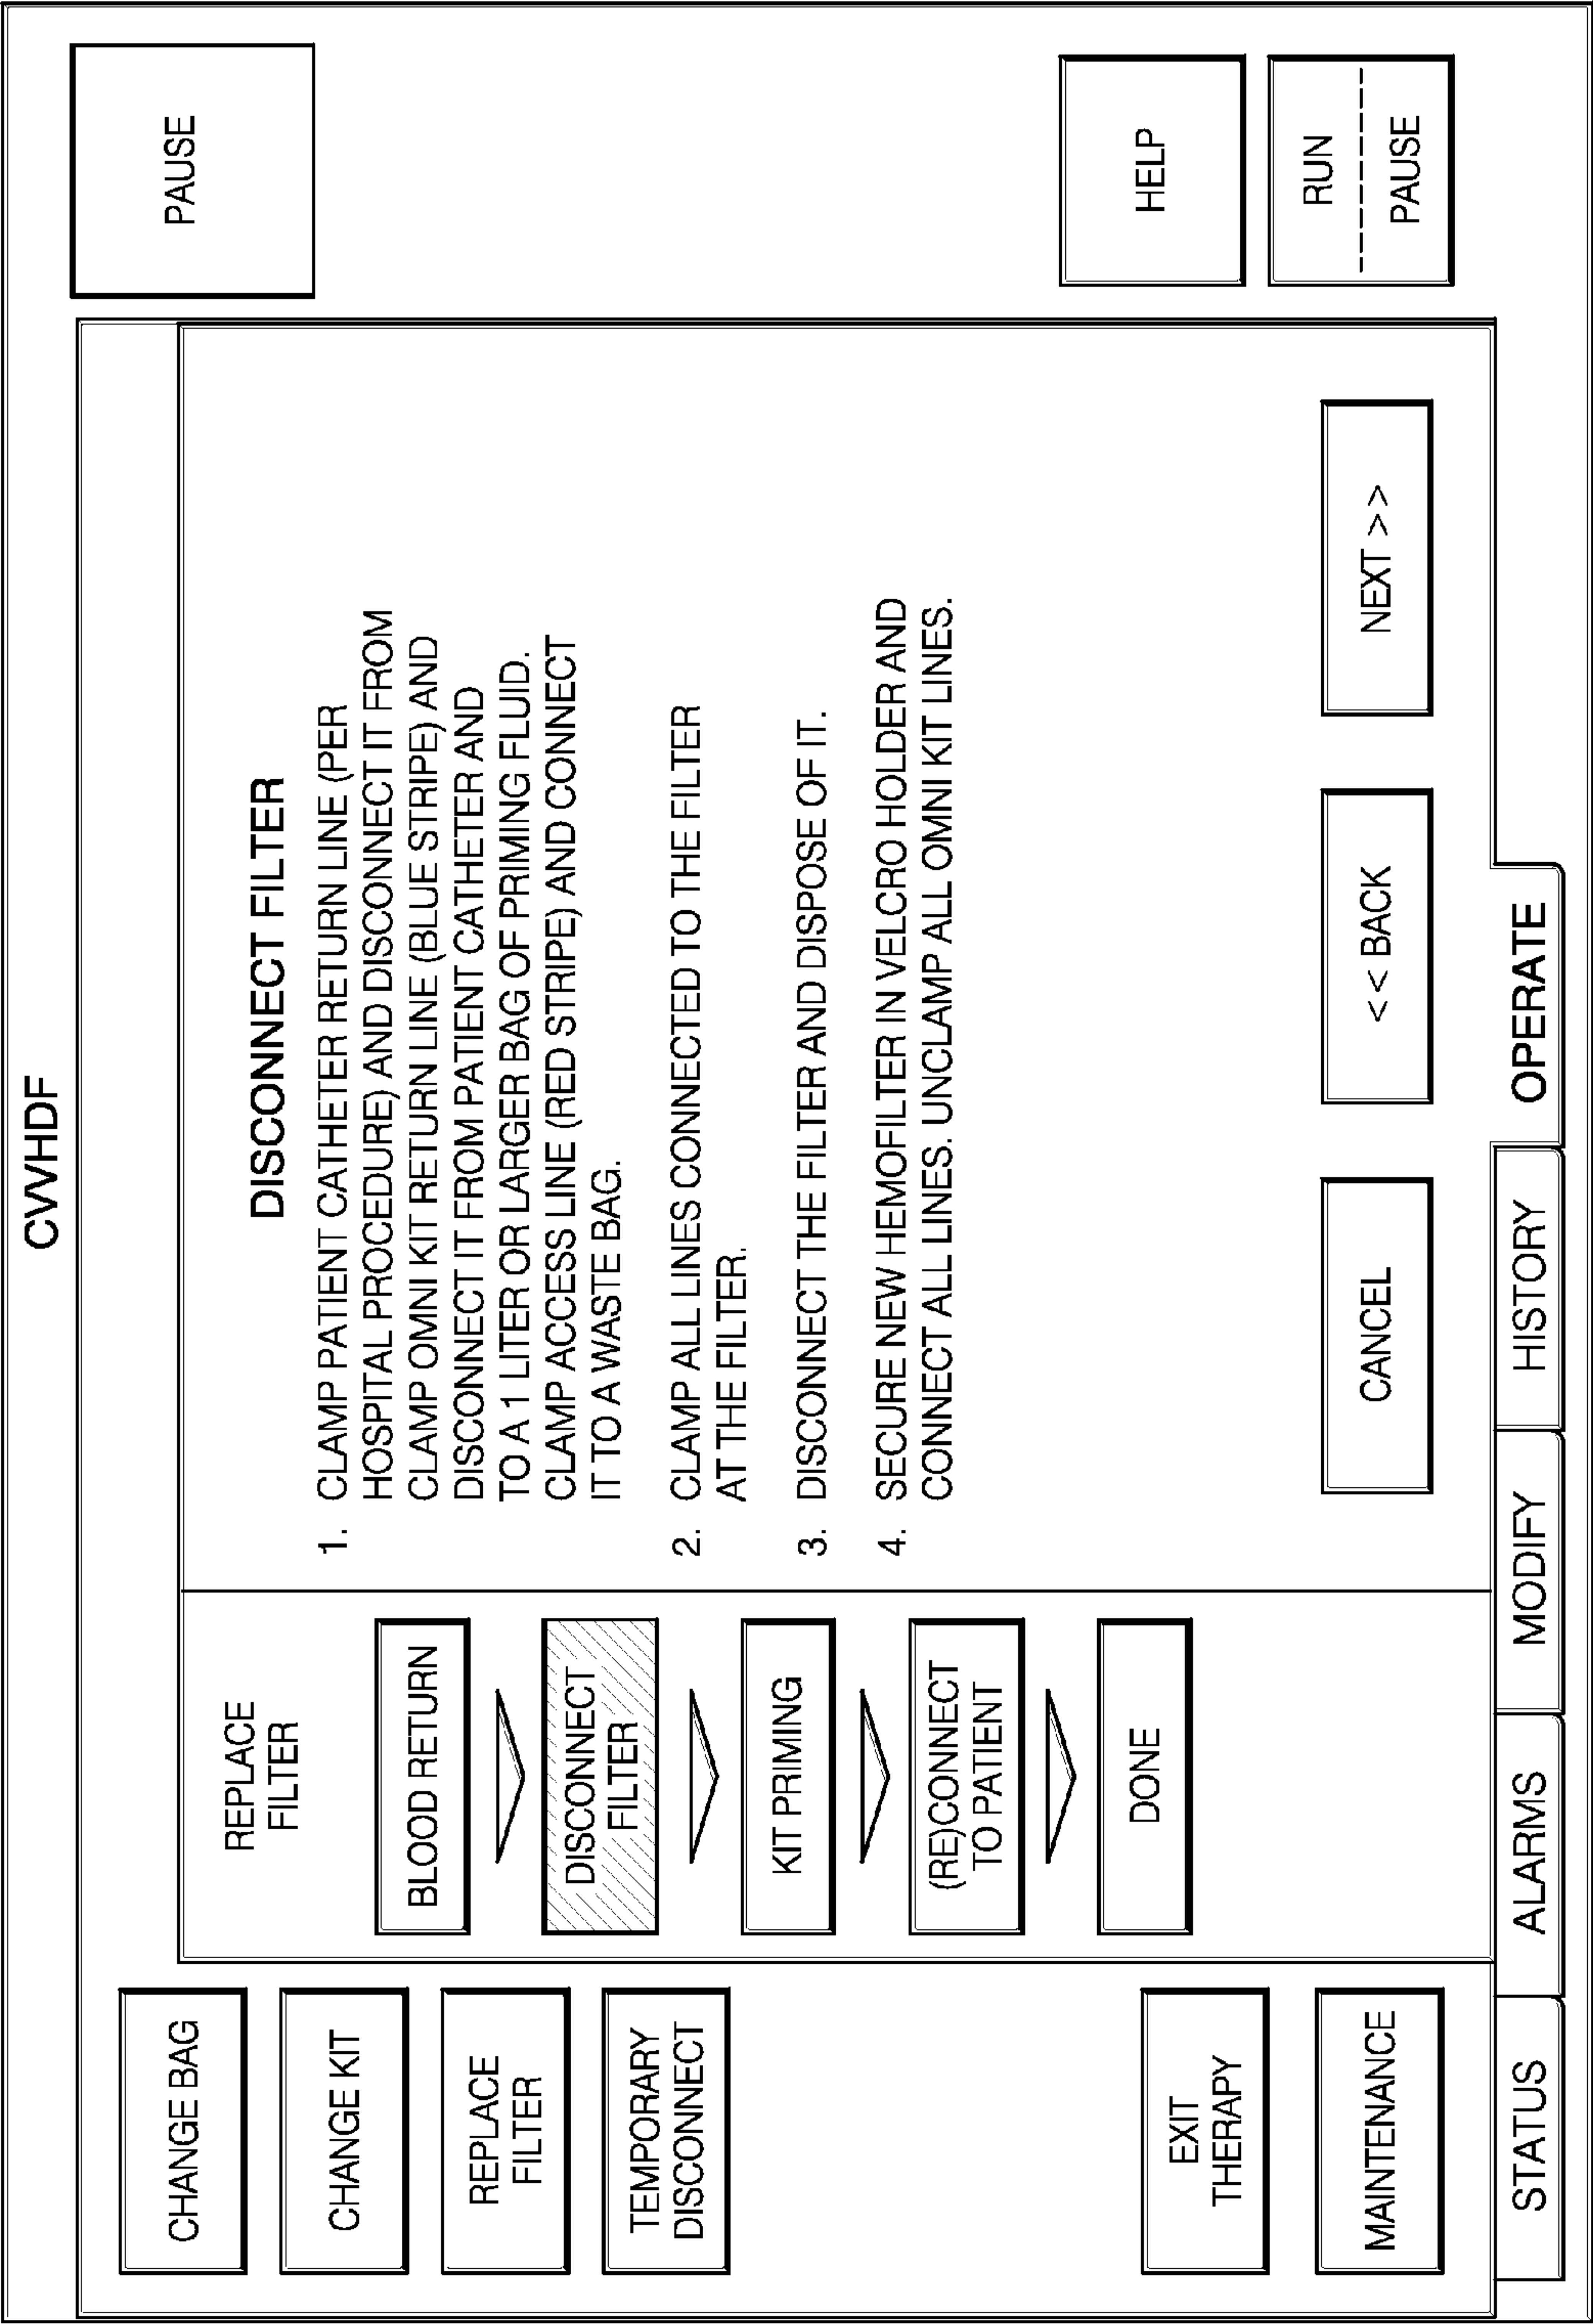 CVVHDF
PAUSE
CHANGE BAG
CHANGE KIT
REPLACE
FILTER
TEMPORARY
DISCONNECT
EXIT
THERAPY
MAINTENANCE
REPLACE
FILTER
BLOOD RETURN
DISCONNECT
FILTER
KIT PRIMING
(RE)CONNECT
TO PATIENT
DONE
DISCONNECT FILTER
1. CLAMP PATIENT CATHETER RETURN LINE (PER
HOSPITAL PROCEDURE) AND DISCONNECT IT FROM
CLAMP OMNI KIT RETURN LINE (BLUE STRIPE) AND
DISCONNECT IT FROM PATIENT CATHETER AND
TO A 1 LITER OR LARGER BAG OF PRIMING FLUID.
CLAMP ACCESS LINE (RED STRIPE) AND CONNECT
IT TO A WASTE BAG.
2. CLAMP ALL LINES CONNECTED TO THE FILTER
AT THE FILTER.
3. DISCONNECT THE FILTER AND DISPOSE OF IT.
4. SECURE NEW HEMOFILTER IN VELCRO HOLDER AND
CONNECT ALL LINES. UNCLAMP ALL OMNI KIT LINES.
CANCEL
<< BACK
NEXT >>
HELP
RUN
PAUSE
STATUS
ALARMS
MODIFY
HISTORY
OPERATE